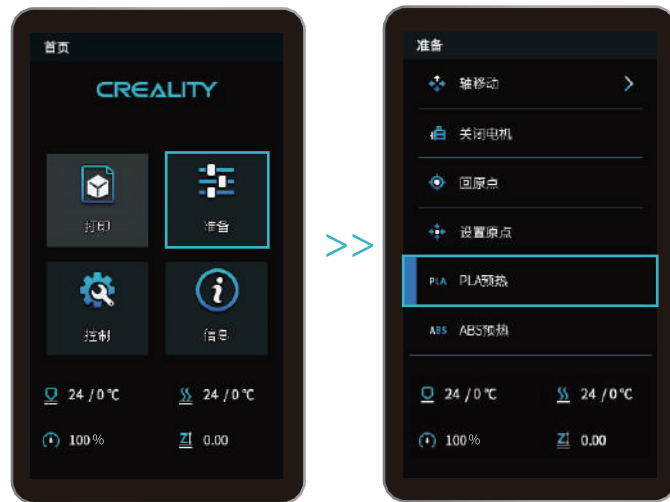 首页
CREALITY
打印
准备
控制
信息
24 / 0 ℃
24 / 0 ℃
100%
Z 0.00
>>
准备
轴移动
关闭电机
回原点
设置原点
PLA PLA预热
ABS ABS预热
24 / 0 ℃
24 / 0 ℃
100%
Z 0.00